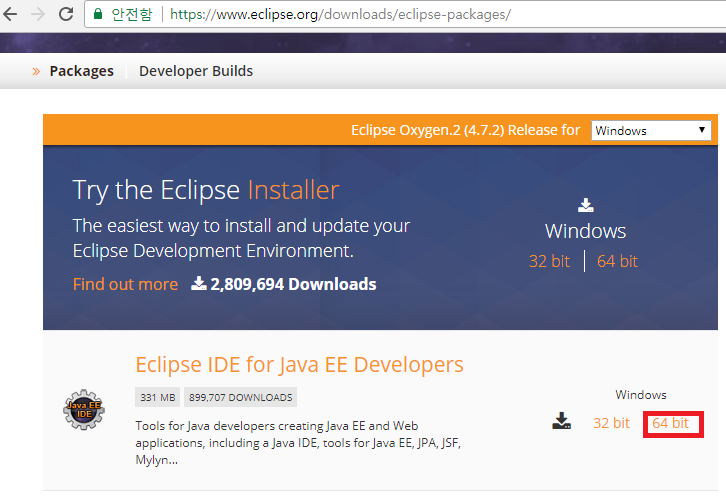 안전함 https://www.eclipse.org/downloads/eclipse-packages/
» Packages Developer Builds
Eclipse Oxygen.2 (4.7.2) Release for Windows
Try the Eclipse Installer
The easiest way to install and update your
Eclipse Development Environment.
Find out more 2,809,694 Downloads
Windows
32 bit 64 bit
Eclipse IDE for Java EE Developers
331 MB 899,707 DOWNLOADS
Java EE
IDE
Tools for Java developers creating Java EE and Web
applications, including a Java IDE, tools for Java EE, JPA, JSF,
Mylyn...
Windows
32 bit 64 bit